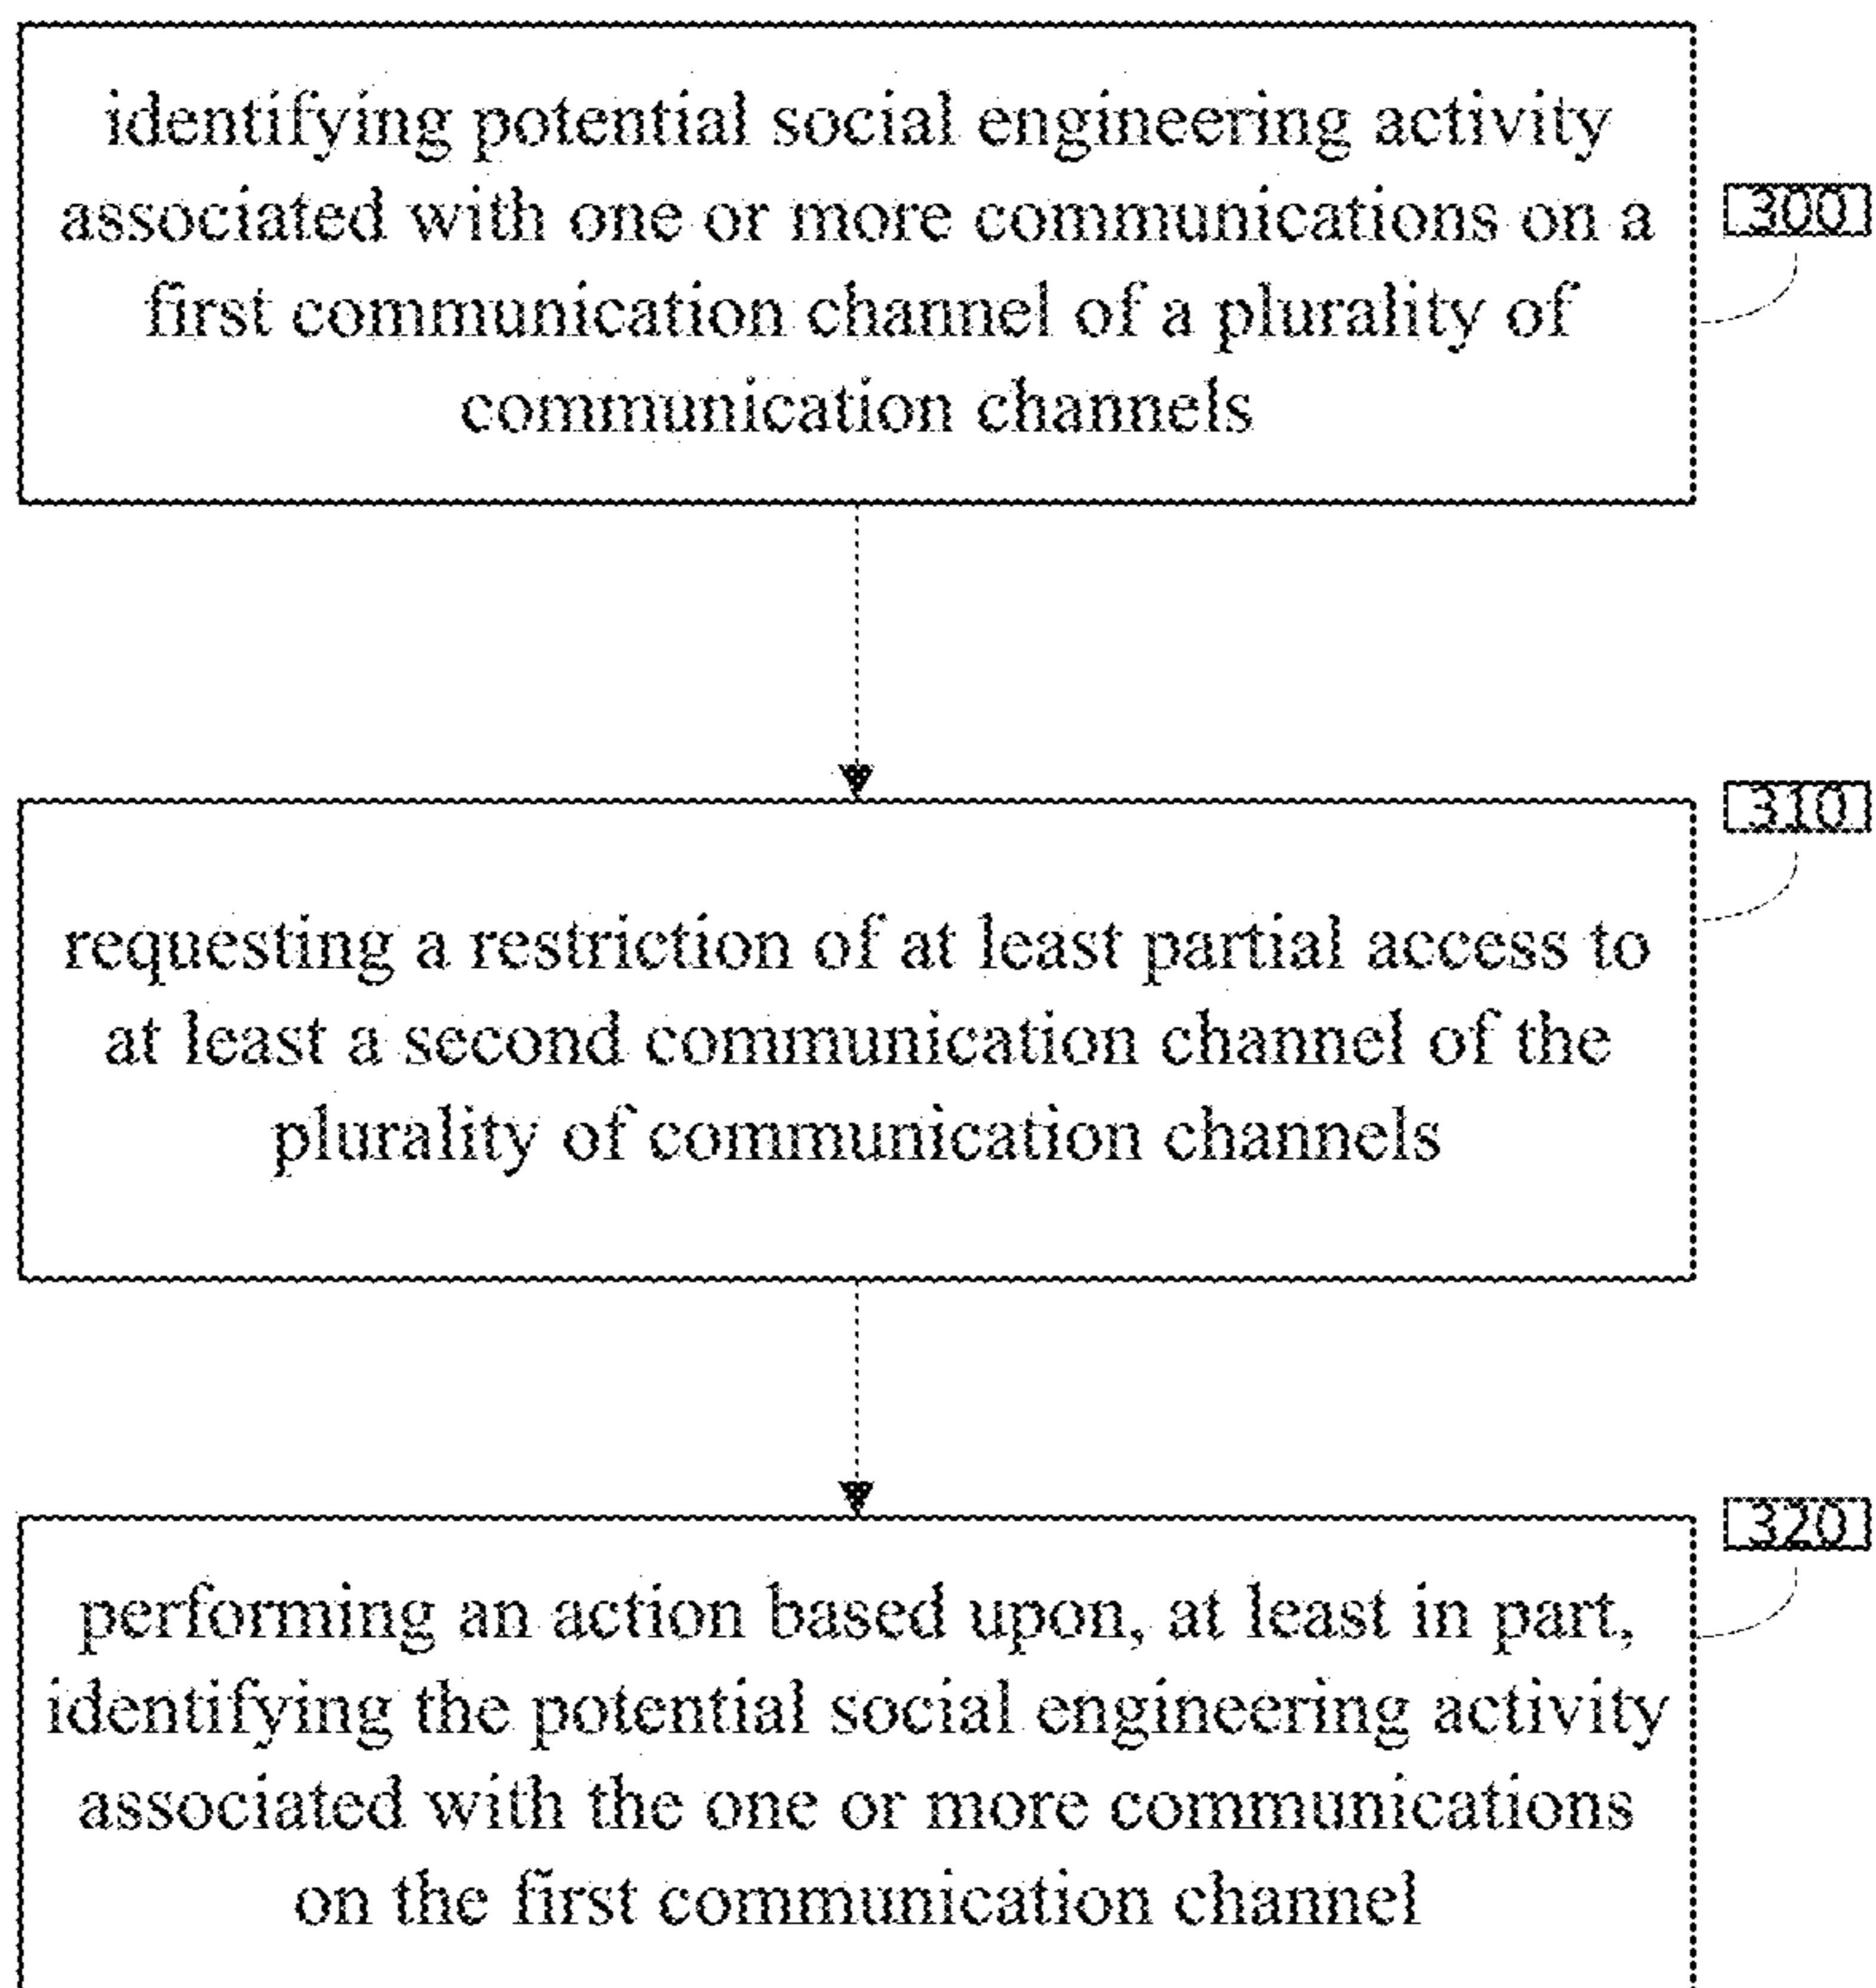 identifying potential social engineering activity
associated with one or more communications on a
first communication channel of a plurality of
communication channels
300
requesting a restriction of at least partial access to
at least a second communication channel of the
plurality of communication channels
310
performing an action based upon, at least in part,
identifying the potential social engineering activity
associated with the one or more communications
on the first communication channel
320